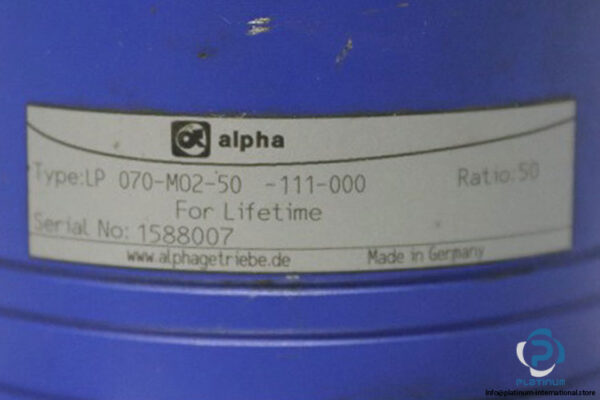 alpha
Type:LP 070-M02-50 -111-000 Ratio:50
For Lifetime
Serial No: 1588007
www.alphagetriebe.de Made in Germany
PLATINUM
info@platinum-international.store